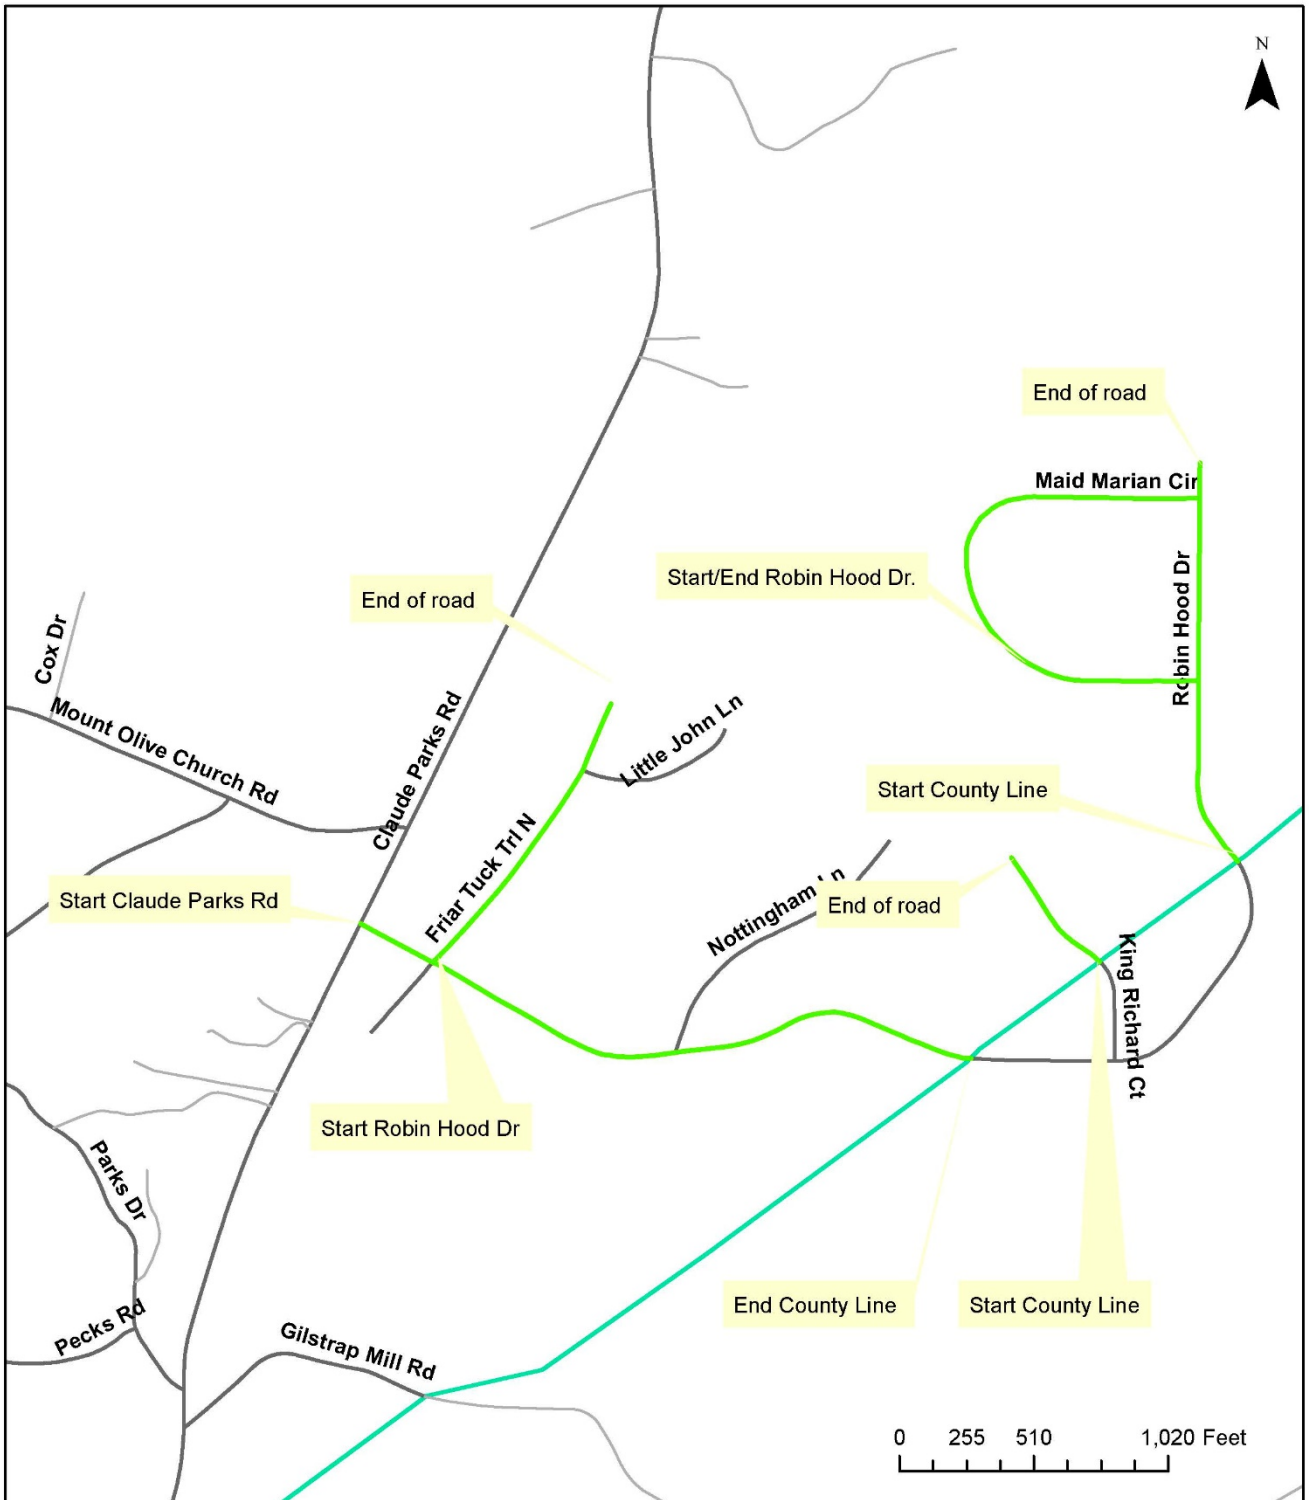 N
End of road
Maid Marian Cir
Start/End Robin Hood Dr.
Robin Hood Dr
End of road
Cox Dr
Mount Olive Church Rd
Claude Parks Rd
Little John Ln
Start County Line
Friar Tuck Trl N
Start Claude Parks Rd
Nottingham Ln
End of road
King Richard Ct
Start Robin Hood Dr
Parks Dr
End County Line
Start County Line
Pecks Rd
Gilstrap Mill Rd
0 255 510 1,020 Feet